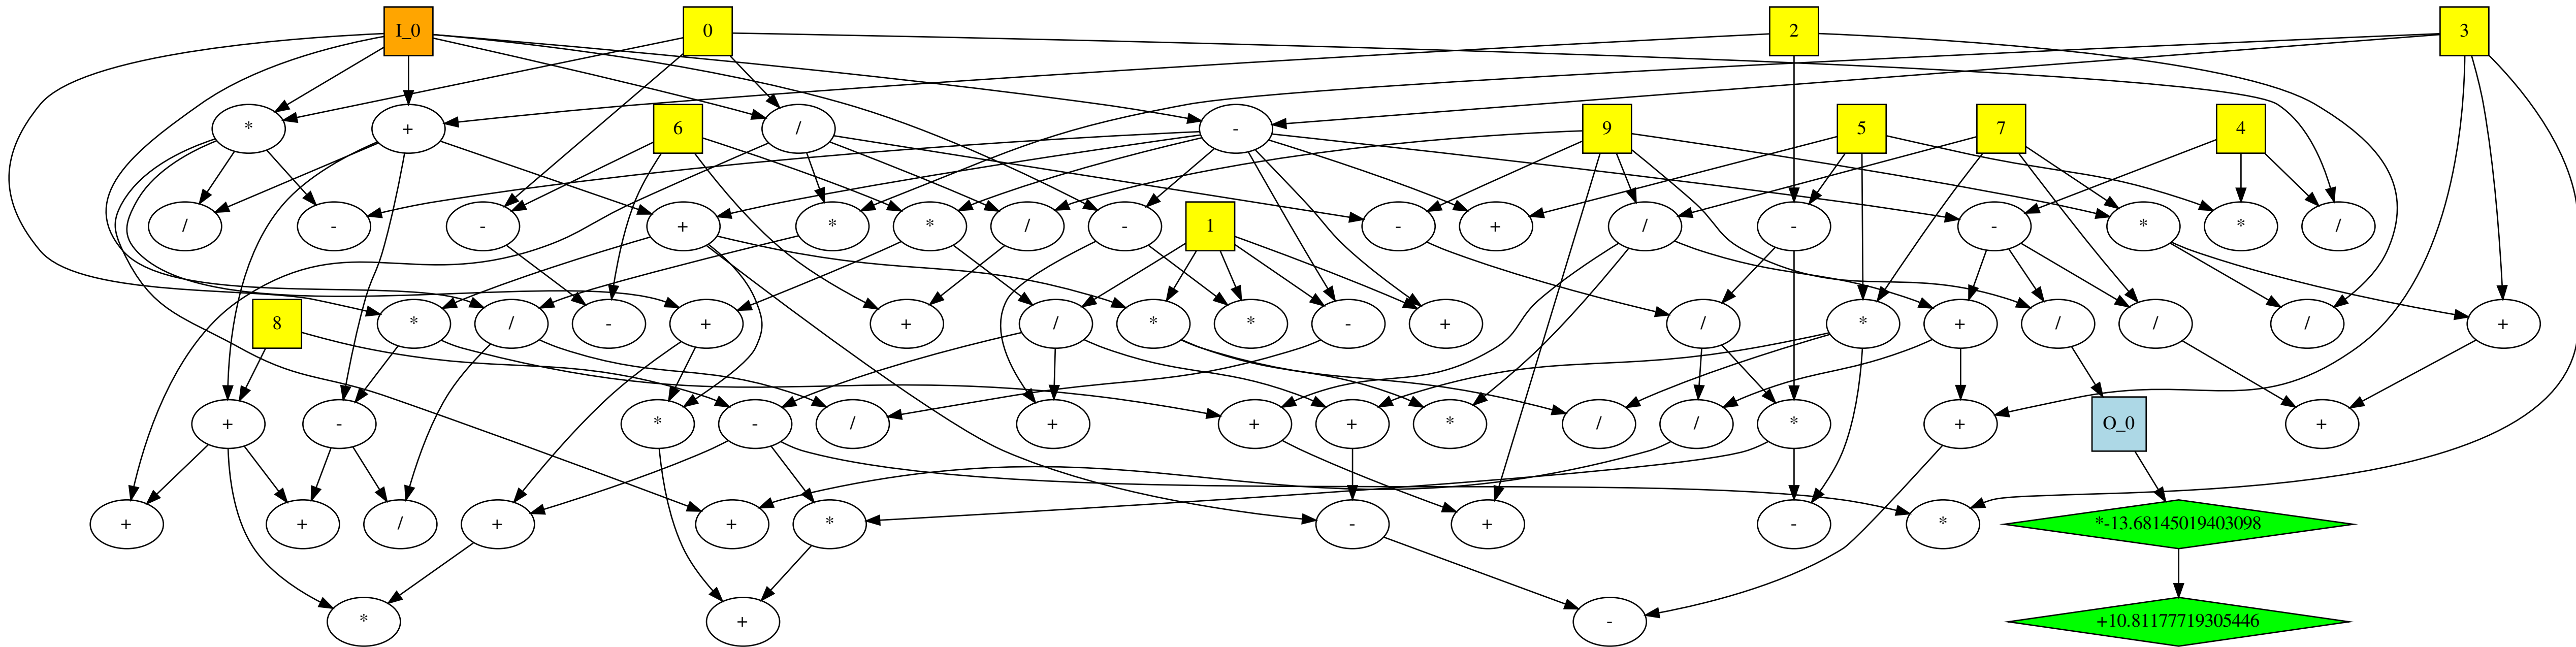 I_0 0 2 3
* + 6 / - 9 5 7 4
/ - - + * * / - 1 - + / - - * * /
8 * / - + + / * * - + / * + / / / +
+ - * - / + + + * / / * + O_0 +
+ + / + + * - + - * *-13.68145019403098
* + - +10.81177719305446